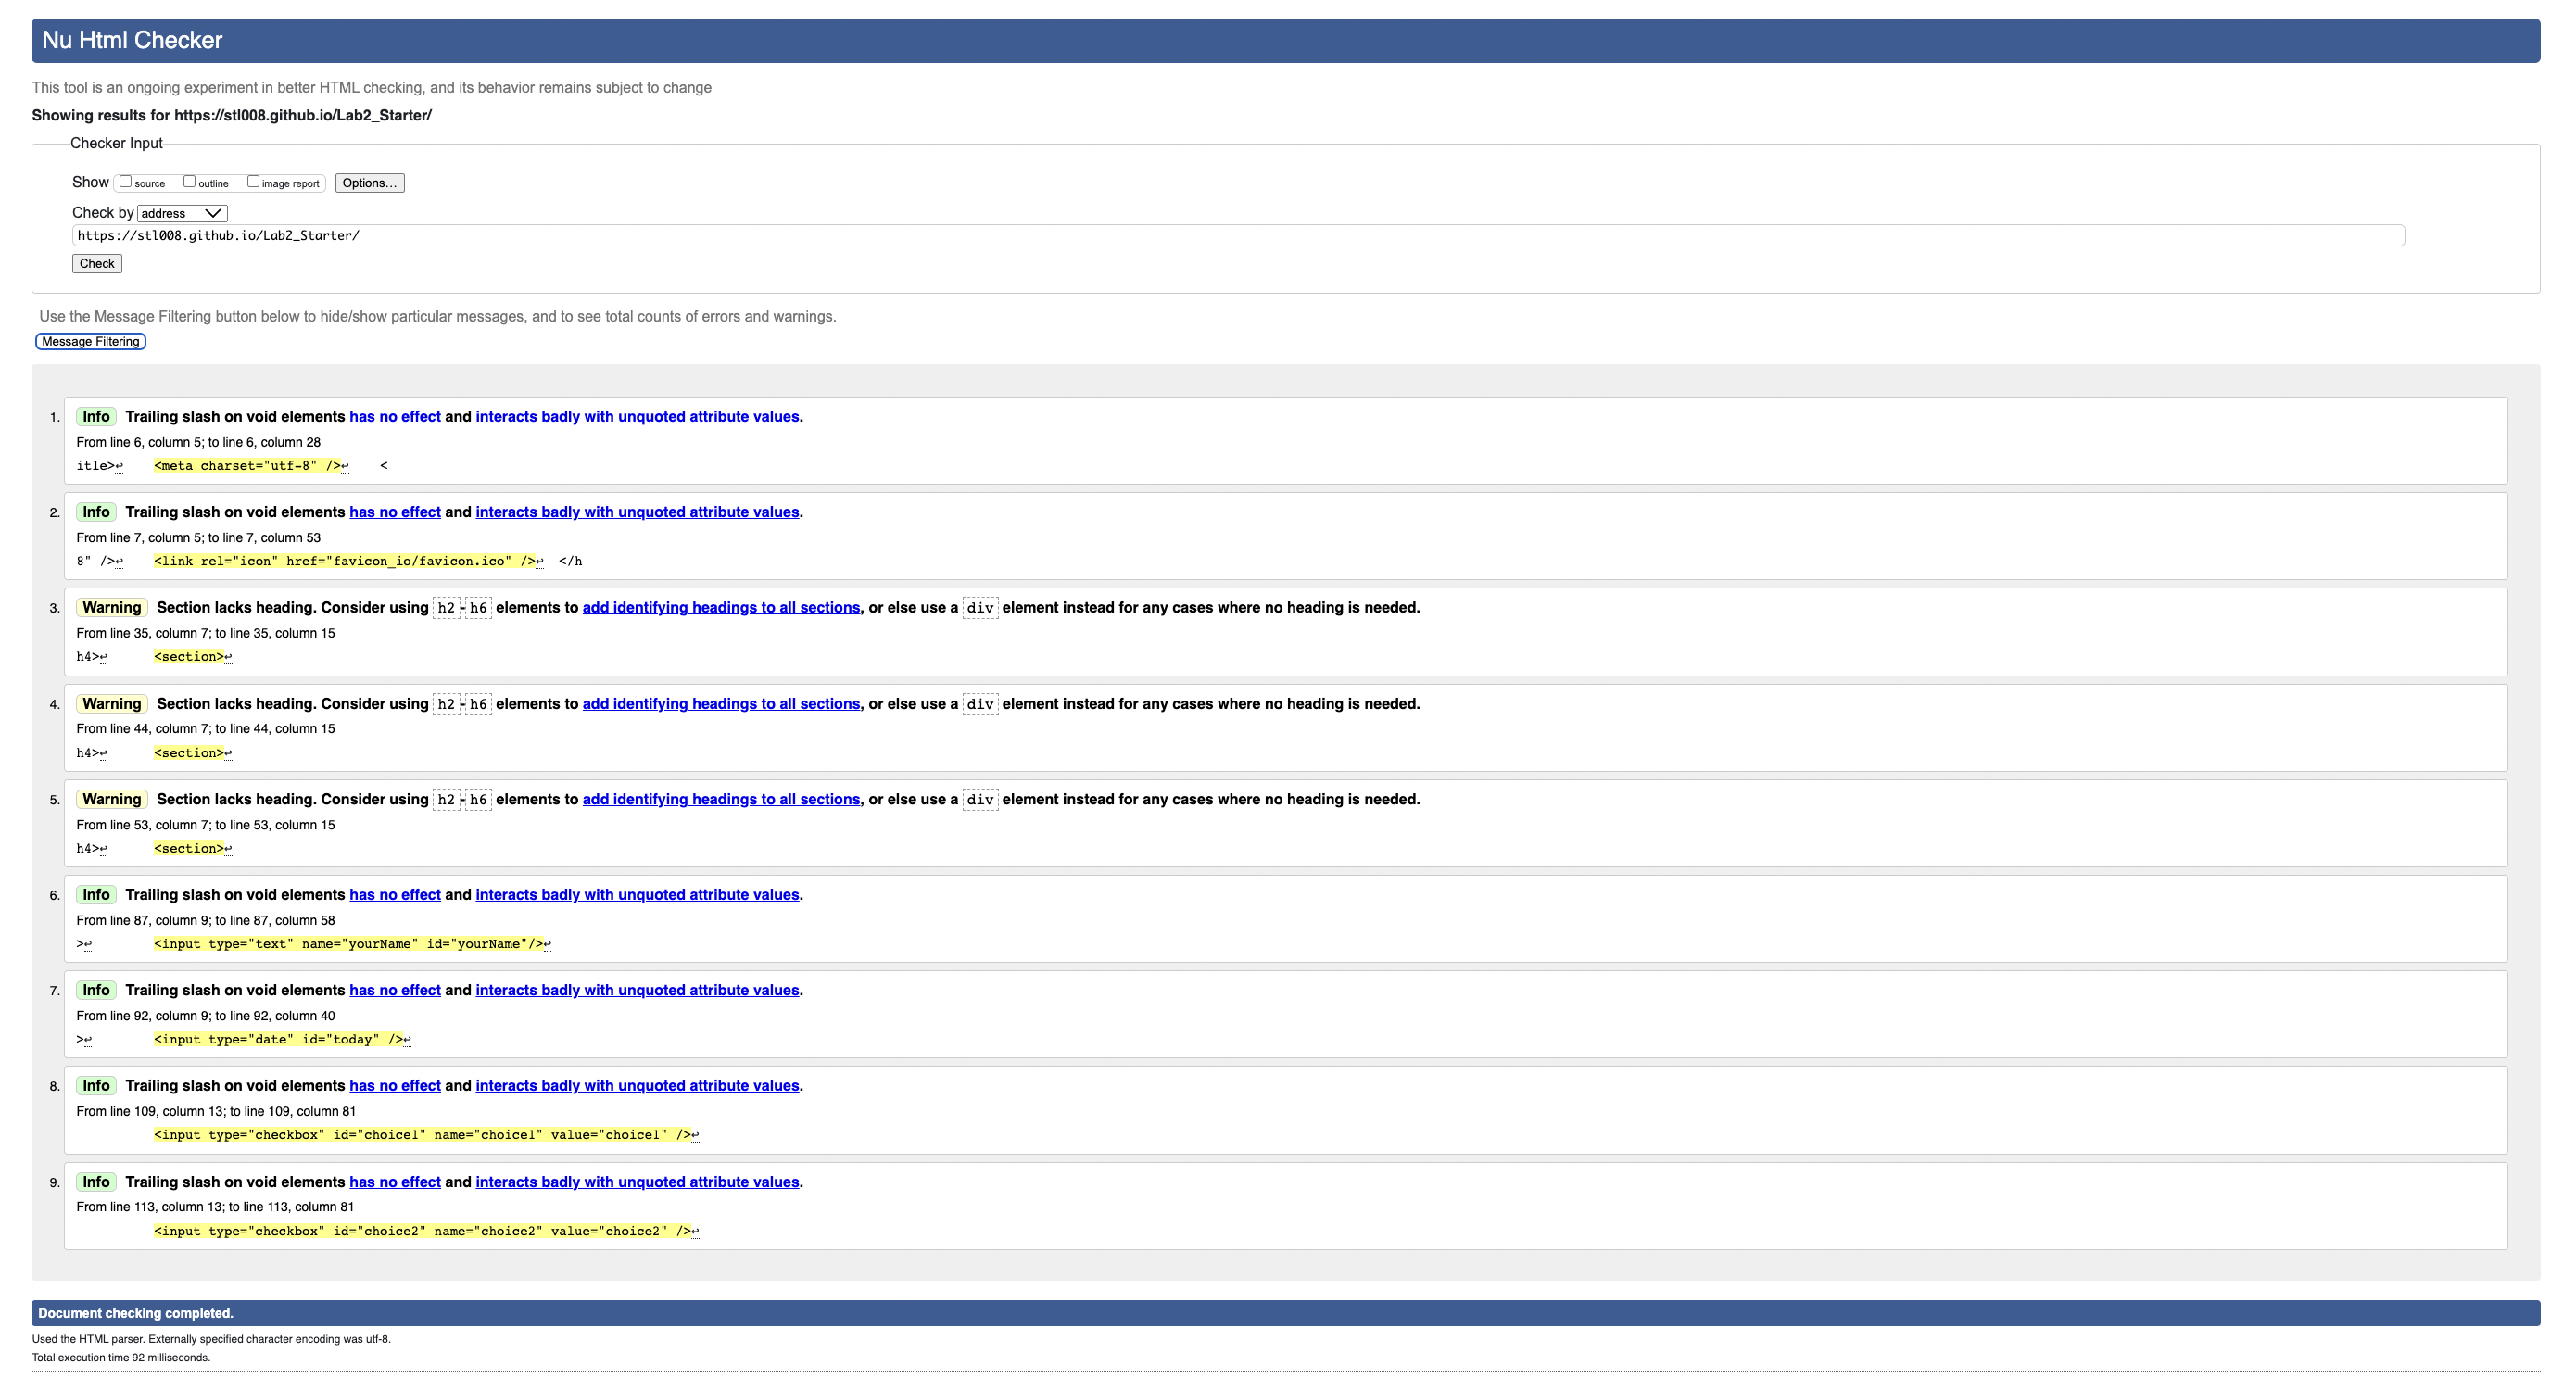 Nu Html Checker
This tool is an ongoing experiment in better HTML checking, and its behavior remains subject to change
Showing results for https://stl008.github.io/Lab2_Starter/
Checker Input
Show source outline image report Options...
Check by address
https://stl008.github.io/Lab2_Starter/
Check
Use the Message Filtering button below to hide/show particular messages, and to see total counts of errors and warnings.
Message Filtering
1. Info Trailing slash on void elements has no effect and interacts badly with unquoted attribute values.
From line 6, column 5; to line 6, column 28
itle>↩ <meta charset="utf-8" />↩ <
2. Info Trailing slash on void elements has no effect and interacts badly with unquoted attribute values.
From line 7, column 5; to line 7, column 53
8" />↩ <link rel="icon" href="favicon_io/favicon.ico" />↩ </h
3. Warning Section lacks heading. Consider using h2-h6 elements to add identifying headings to all sections, or else use a div element instead for any cases where no heading is needed.
From line 35, column 7; to line 35, column 15
h4>↩ <section>↩
4. Warning Section lacks heading. Consider using h2-h6 elements to add identifying headings to all sections, or else use a div element instead for any cases where no heading is needed.
From line 44, column 7; to line 44, column 15
h4>↩ <section>↩
5. Warning Section lacks heading. Consider using h2-h6 elements to add identifying headings to all sections, or else use a div element instead for any cases where no heading is needed.
From line 53, column 7; to line 53, column 15
h4>↩ <section>↩
6. Info Trailing slash on void elements has no effect and interacts badly with unquoted attribute values.
From line 87, column 9; to line 87, column 58
>↩ <input type="text" name="yourName" id="yourName"/>↩
7. Info Trailing slash on void elements has no effect and interacts badly with unquoted attribute values.
From line 92, column 9; to line 92, column 40
>↩ <input type="date" id="today" />↩
8. Info Trailing slash on void elements has no effect and interacts badly with unquoted attribute values.
From line 109, column 13; to line 109, column 81
<input type="checkbox" id="choice1" name="choice1" value="choice1" />↩
9. Info Trailing slash on void elements has no effect and interacts badly with unquoted attribute values.
From line 113, column 13; to line 113, column 81
<input type="checkbox" id="choice2" name="choice2" value="choice2" />↩
Document checking completed.
Used the HTML parser. Externally specified character encoding was utf-8.
Total execution time 92 milliseconds.